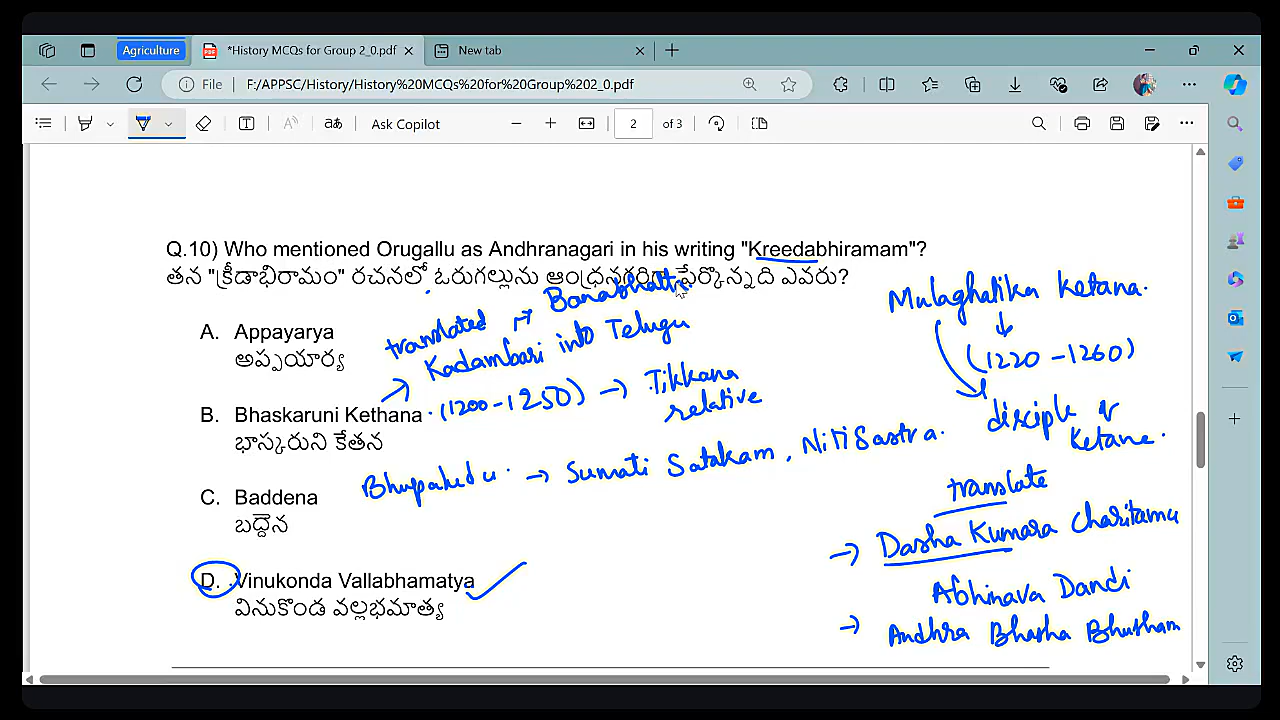 Agriculture
*History MCQs for Group 2_0.pdf
New tab
File
F:/APPSC/History/History%20MCQs%20for%20Group%202_0.pdf
Ask Copilot
2
of 3
Q.10) Who mentioned Orugallu as Andhranagari in his writing "Kreedabhiramam"?
తన "క్రీడాభిరామం" రచనలో ఓరుగల్లును ఆంధ్రనగరిగా పేర్కొన్నది ఎవరు?
A. Appayarya
అప్పయార్య
translated → Banabhatta
Kadambari into Telugu
B. Bhaskaruni Kethana
(1200-1250) → Tikkana
relative
భాస్కరుని కేతన
→ Sumati Satakam, Niti Sastra.
C. Baddena
బద్దెన
D. Vinukonda Vallabhamatya
వినుకొండ వల్లభమాత్య
Mulaghatika Ketana.
(1220-1260)
disciple of
Ketane.
translate
→ Dasha Kumara Charitamu
Abhinava Dandi
→ Andhra Bhasha Bhusham